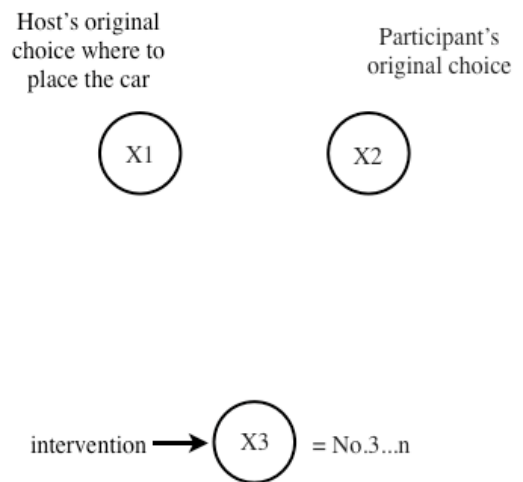 Host's original
choice where to
place the car
Participant's
original choice
X1
X2
intervention
X3
= No.3...n